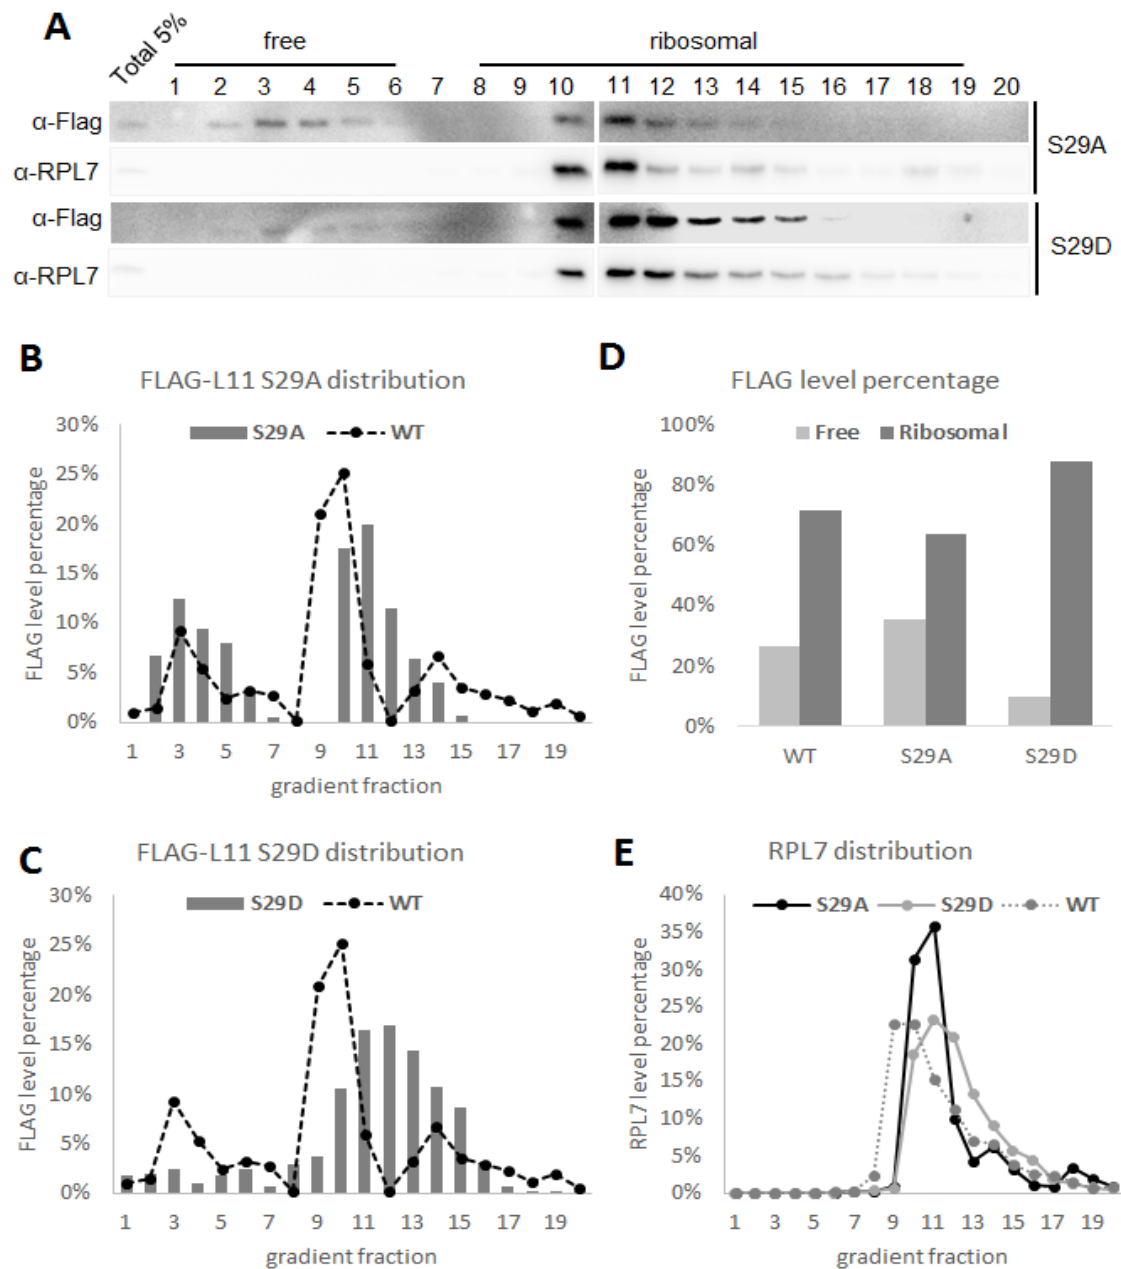 A
Total 5%
free
ribosomal
1 2 3 4 5 6 7 8 9 10 11 12 13 14 15 16 17 18 19 20
α-Flag
α-RPL7
S29A
α-Flag
α-RPL7
S29D
B
FLAG-L11 S29A distribution
S29A WT
FLAG level percentage
30%
25%
20%
15%
10%
5%
0%
1 3 5 7 9 11 13 15 17 19
gradient fraction
D
FLAG level percentage
Free Ribosomal
FLAG level percentage
100%
80%
60%
40%
20%
0%
WT S29A S29D
C
FLAG-L11 S29D distribution
S29D WT
FLAG level percentage
30%
25%
20%
15%
10%
5%
0%
1 3 5 7 9 11 13 15 17 19
gradient fraction
E
RPL7 distribution
S29A S29D WT
RPL7 level percentage
40%
35%
30%
25%
20%
15%
10%
5%
0%
1 3 5 7 9 11 13 15 17 19
gradient fraction